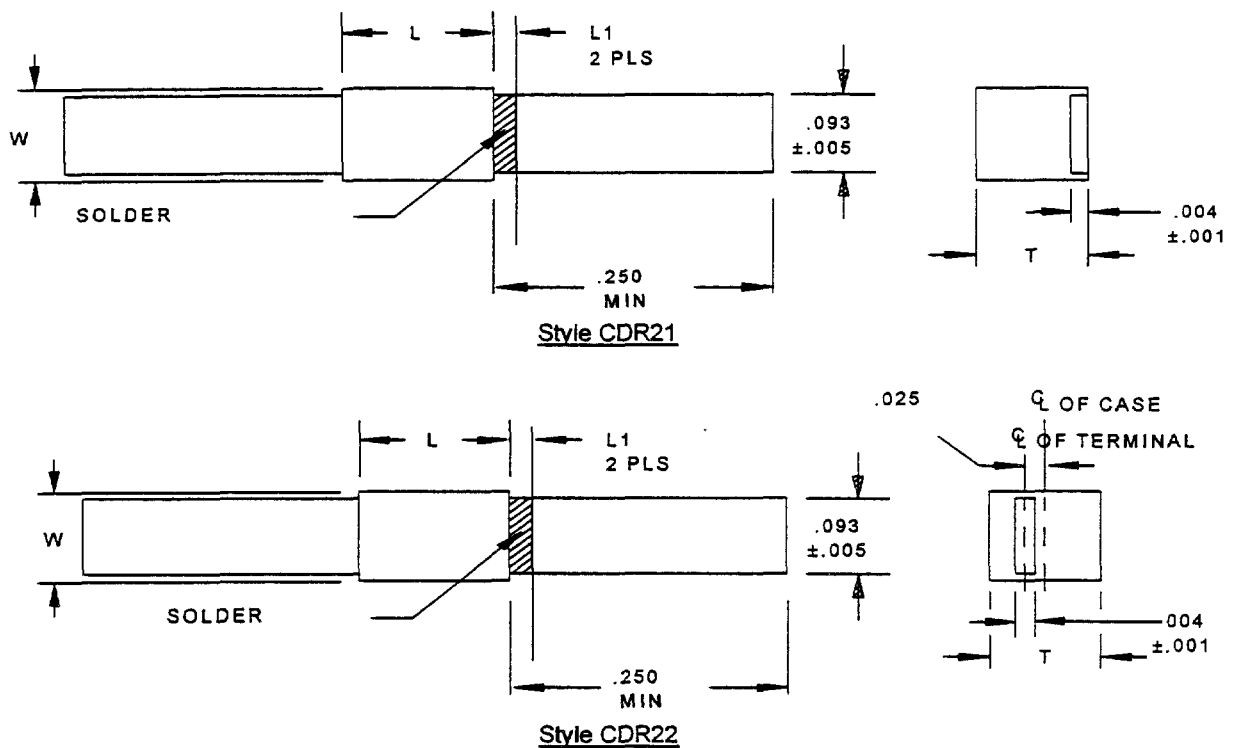 L
L1
2 PLS
W
.093
±.005
SOLDER
.004
±.001
T
.250
MIN
Style CDR21
.025
℄ OF CASE
℄ OF TERMINAL
L
L1
2 PLS
W
.093
±.005
SOLDER
.004
±.001
T
.250
MIN
Style CDR22